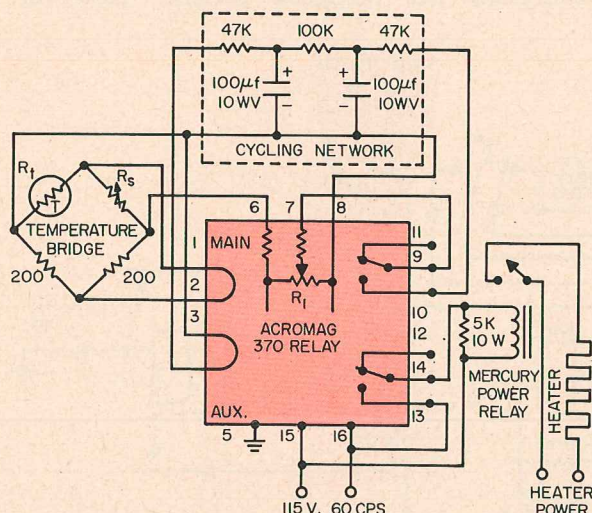 47K 100K 47K
+ +
100µf 100µf
10WV 10WV
− −
CYCLING NETWORK
Rt
Rs
T
TEMPERATURE
BRIDGE
200 200
6 7 8
1 MAIN
2
3
R1
ACROMAG
370 RELAY
AUX.
5 15 16
11
9
10
12
14
13
5K
10 W
MERCURY
POWER
RELAY
HEATER
115 V. 60 CPS
HEATER
POWER